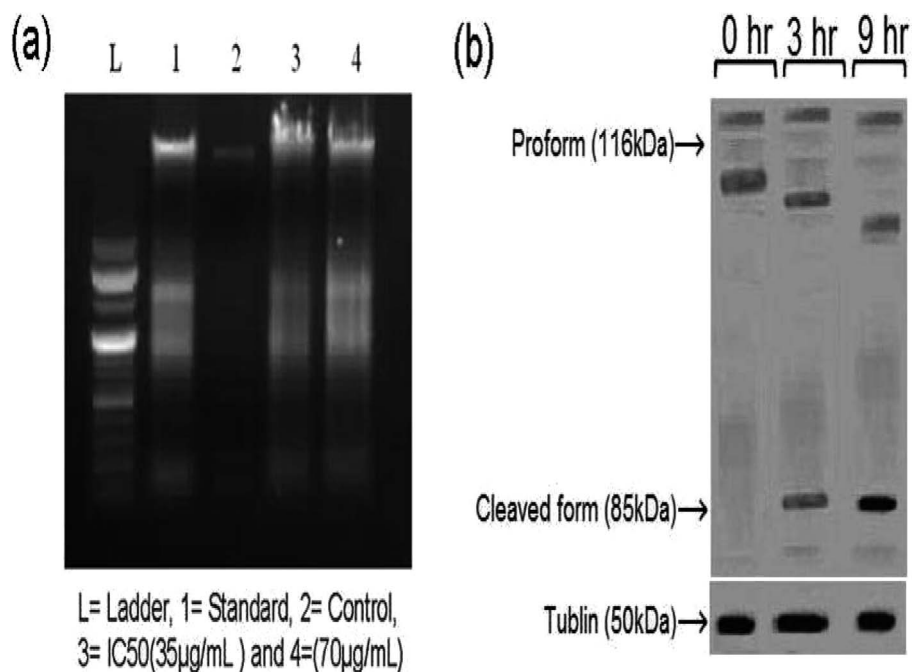 (a)
L 1 2 3 4
L= Ladder, 1= Standard, 2= Control,
3= IC50(35µg/mL ) and 4=(70µg/mL)
(b)
0 hr 3 hr 9 hr
Proform (116kDa)→
Cleaved form (85kDa)→
Tublin (50kDa)→